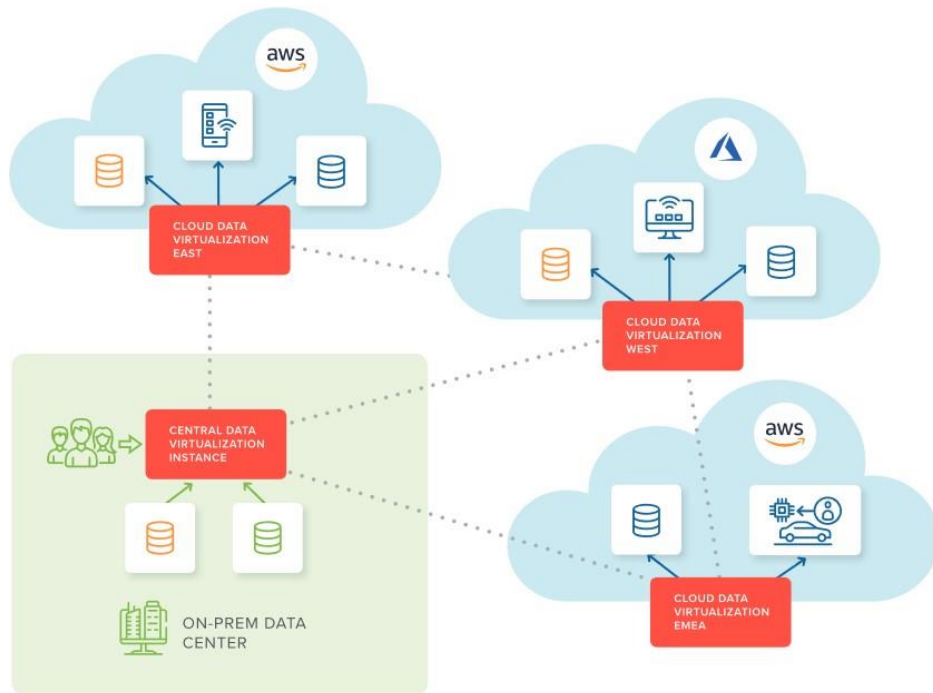 aws
CLOUD DATA
VIRTUALIZATION
EAST
CLOUD DATA
VIRTUALIZATION
WEST
CENTRAL DATA
VIRTUALIZATION
INSTANCE
aws
CLOUD DATA
VIRTUALIZATION
EMEA
ON-PREM DATA
CENTER